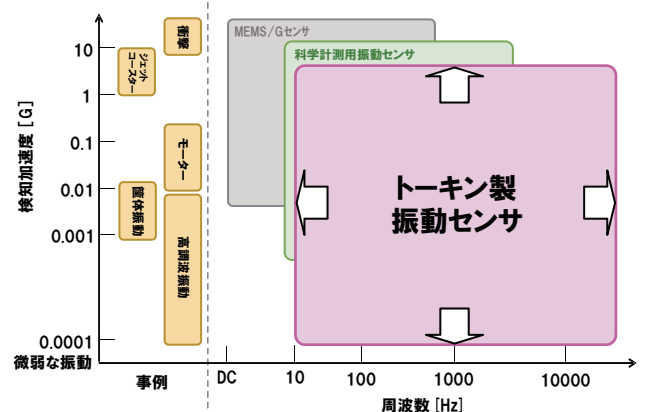 検知加速度 [G]
10
1
0.1
0.01
0.001
0.0001
微弱な振動
衝撃
ジェット
コースター
モーター
筐体振動
高調波振動
事例
MEMS/Gセンサ
科学計測用振動センサ
トーキン製
振動センサ
DC
10
100
1000
10000
周波数 [Hz]